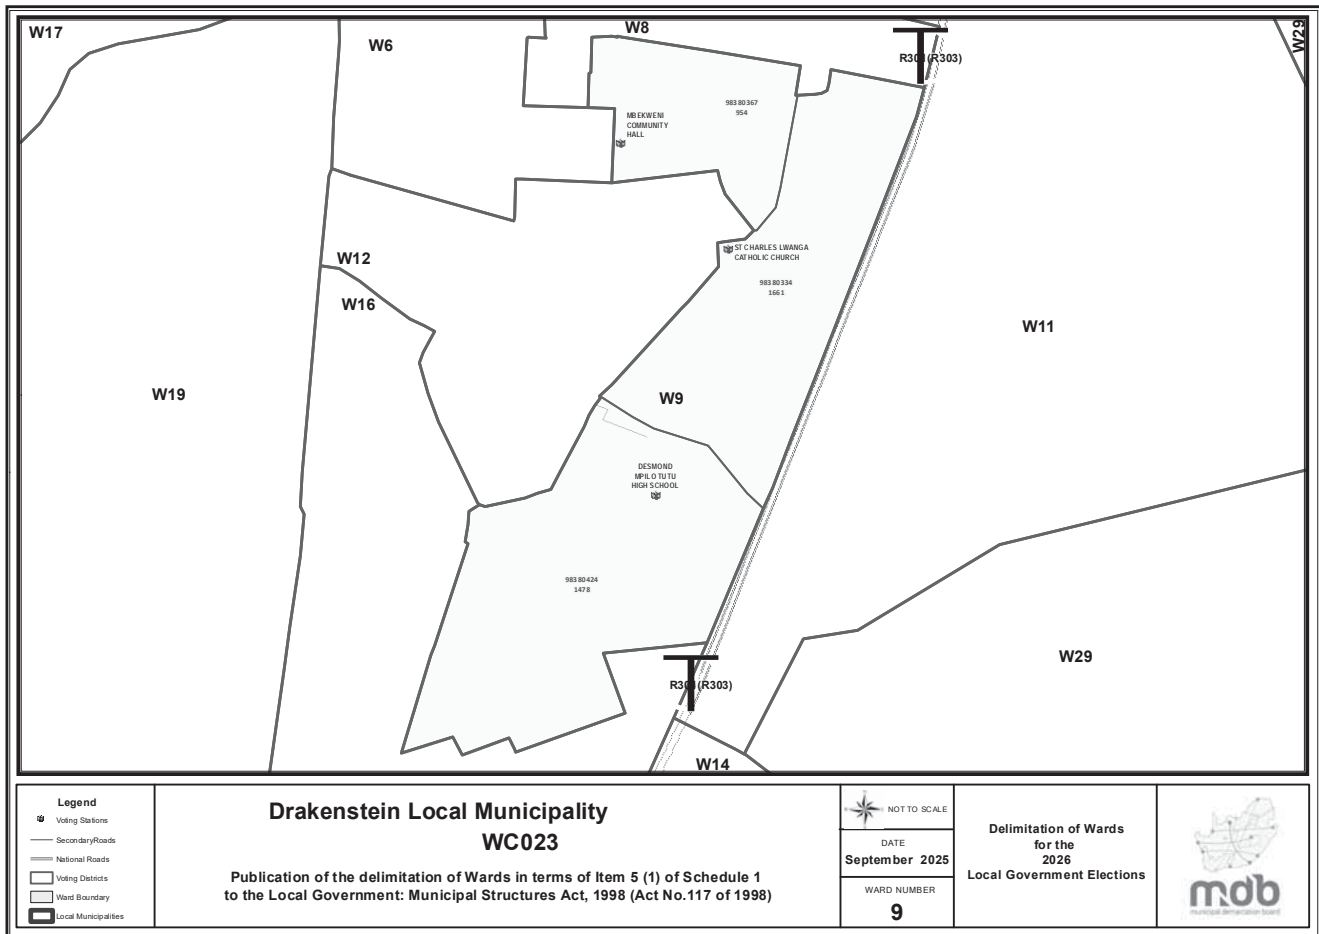 W17
W6
W8
W29
R301(R303)
98380367
954
MBEKWENI
COMMUNITY
HALL
ST CHARLES LWANGA
CATHOLIC CHURCH
98380334
1661
W12
W16
W11
W19
W9
DESMOND
MPILO TUTU
HIGH SCHOOL
98380424
1478
W29
R301(R303)
W14
Legend
Voting Stations
SecondaryRoads
National Roads
Voting Districts
Ward Boundary
Local Municipalities
Drakenstein Local Municipality
WC023
Publication of the delimitation of Wards in terms of Item 5 (1) of Schedule 1
to the Local Government: Municipal Structures Act, 1998 (Act No.117 of 1998)
NOT TO SCALE
DATE
September 2025
WARD NUMBER
9
Delimitation of Wards
for the
2026
Local Government Elections
mdb
municipal demarcation board